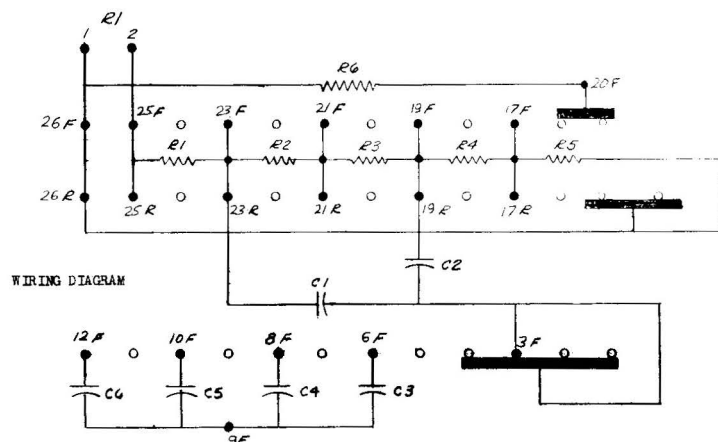 R1
1 2
R6
20F
26F 25F 23F 21F 19F 17F
R1 R2 R3 R4 R5
26R 25R 23R 21R 19R 17R
C2
WIRING DIAGRAM
C1
12F 10F 8F 6F 3F
C6 C5 C4 C3
9F